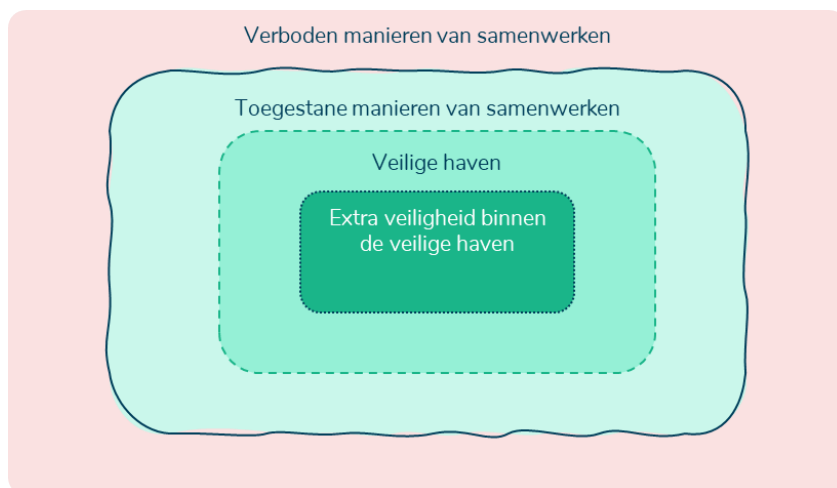 Verboden manieren van samenwerken
Toegestane manieren van samenwerken
Veilige haven
Extra veiligheid binnen
de veilige haven